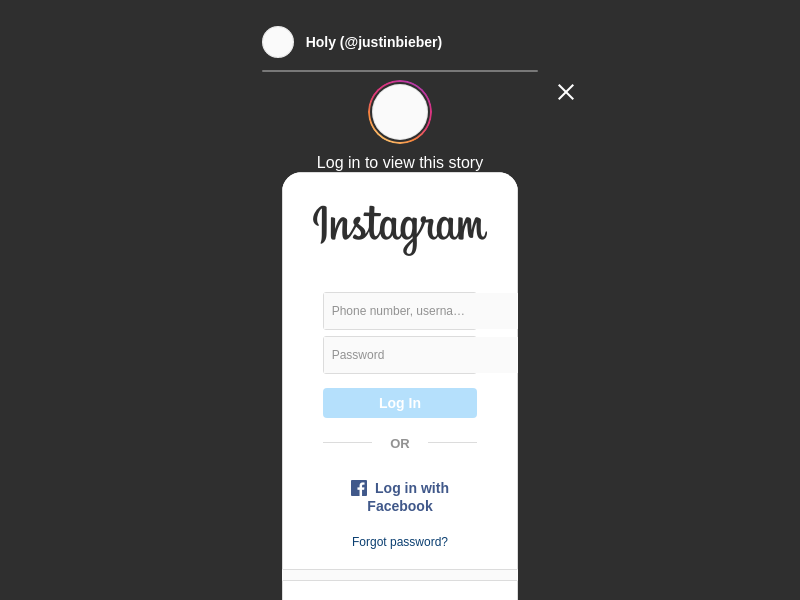 Holy (@justinbieber)
Log in to view this story
Instagram
Phone number, userna…
Password
Log In
OR
Log in with
Facebook
Forgot password?